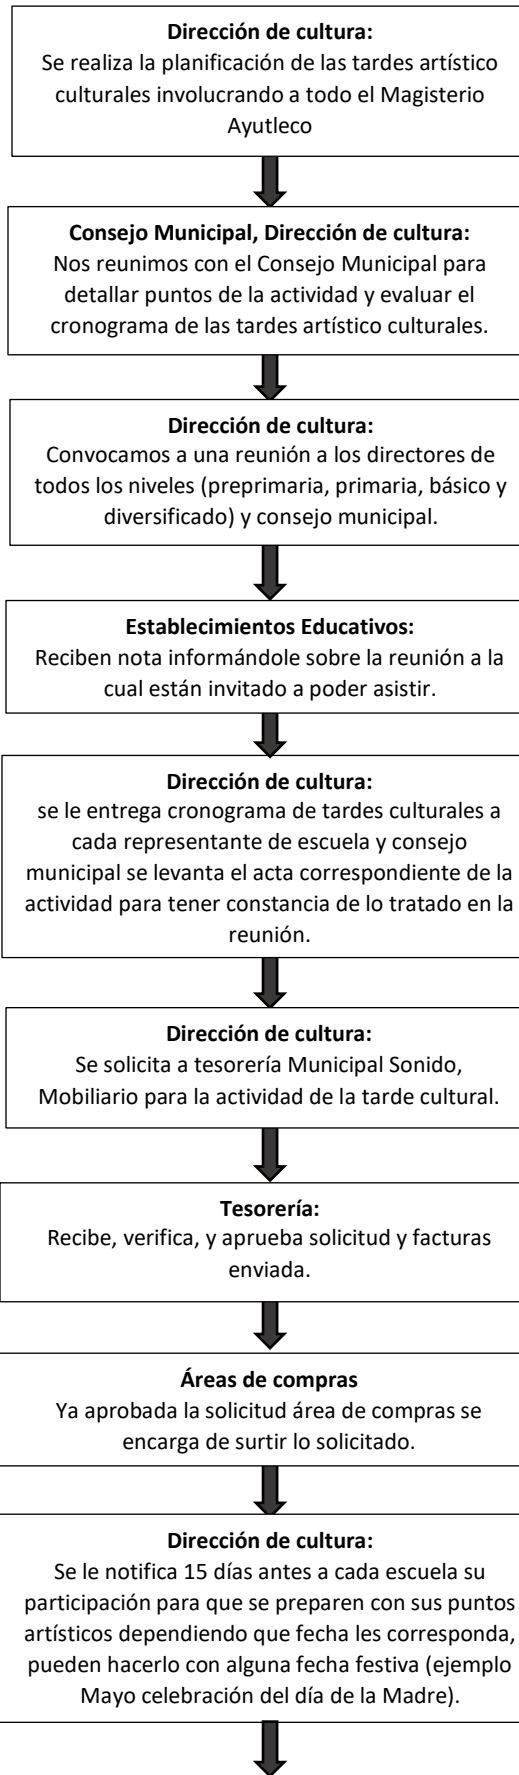 Dirección de cultura:
Se realiza la planificación de las tardes artístico
culturales involucrando a todo el Magisterio
Ayutleco
Consejo Municipal, Dirección de cultura:
Nos reunimos con el Consejo Municipal para
detallar puntos de la actividad y evaluar el
cronograma de las tardes artístico culturales.
Dirección de cultura:
Convocamos a una reunión a los directores de
todos los niveles (preprimaria, primaria, básico y
diversificado) y consejo municipal.
Establecimientos Educativos:
Reciben nota informándole sobre la reunión a la
cual están invitado a poder asistir.
Dirección de cultura:
se le entrega cronograma de tardes culturales a
cada representante de escuela y consejo
municipal se levanta el acta correspondiente de la
actividad para tener constancia de lo tratado en la
reunión.
Dirección de cultura:
Se solicita a tesorería Municipal Sonido,
Mobiliario para la actividad de la tarde cultural.
Tesorería:
Recibe, verifica, y aprueba solicitud y facturas
enviada.
Áreas de compras
Ya aprobada la solicitud área de compras se
encarga de surtir lo solicitado.
Dirección de cultura:
Se le notifica 15 días antes a cada escuela su
participación para que se preparen con sus puntos
artísticos dependiendo que fecha les corresponda,
pueden hacerlo con alguna fecha festiva (ejemplo
Mayo celebración del día de la Madre).